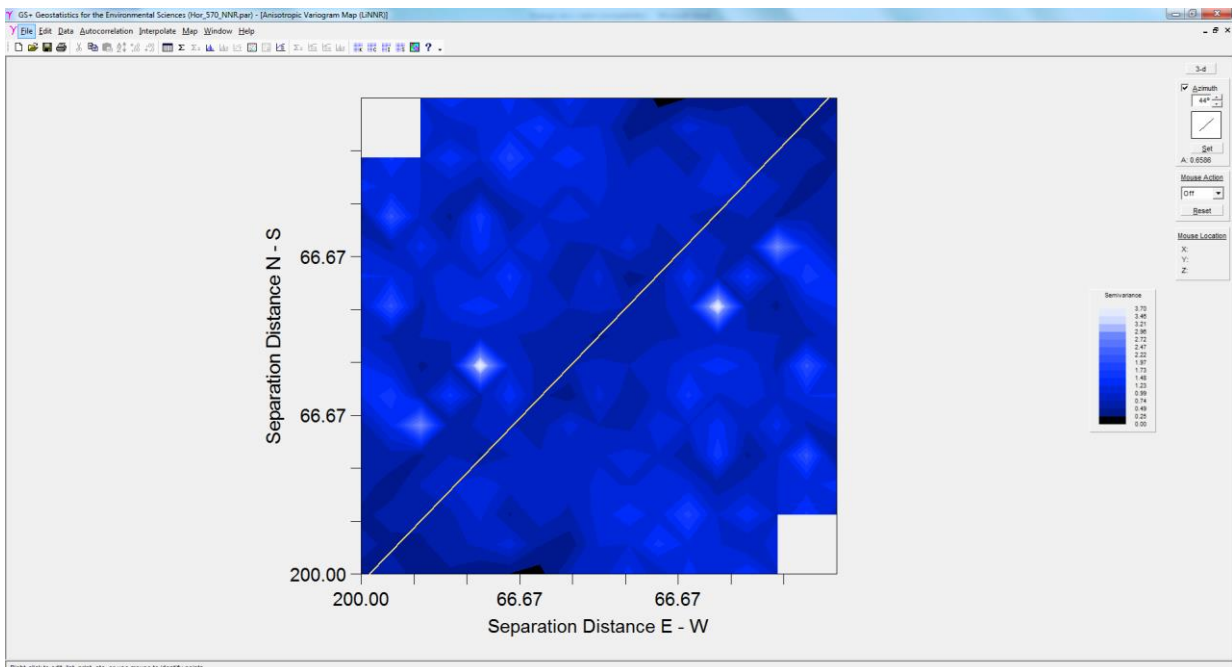 GS+ Geostatistics for the Environmental Sciences (Hor_570_NNR.par) - [Anisotropic Variogram Map (LiNNR)]
File Edit Data Autocorrelation Interpolate Map Window Help
3-d
Azimuth
44°
Set
A: 0.6586
Mouse Action
Off
Reset
Mouse Location
X:
Y:
Z:
Semivariance
3.70
3.46
3.21
2.96
2.72
2.47
2.22
1.97
1.73
1.48
1.23
0.99
0.74
0.49
0.25
0.00
Separation Distance N - S
66.67
66.67
200.00
200.00 66.67 66.67
Separation Distance E - W